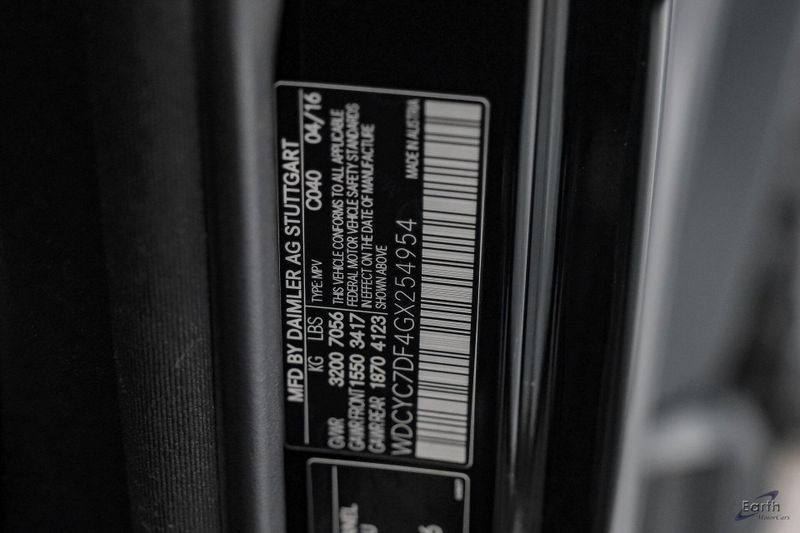 MFD BY DAIMLER AG STUTTGART
KG LBS TYPE: MPV C040 04/16
GVWR 3200 7056 THIS VEHICLE CONFORMS TO ALL APPLICABLE
GAWR FRONT 1550 3417 FEDERAL MOTOR VEHICLE SAFETY STANDARDS
GAWR REAR 1870 4123 IN EFFECT ON THE DATE OF MANUFACTURE
SHOWN ABOVE
WDCYC7DF4GX254954 MADE IN AUSTRIA
Earth
MotorCars